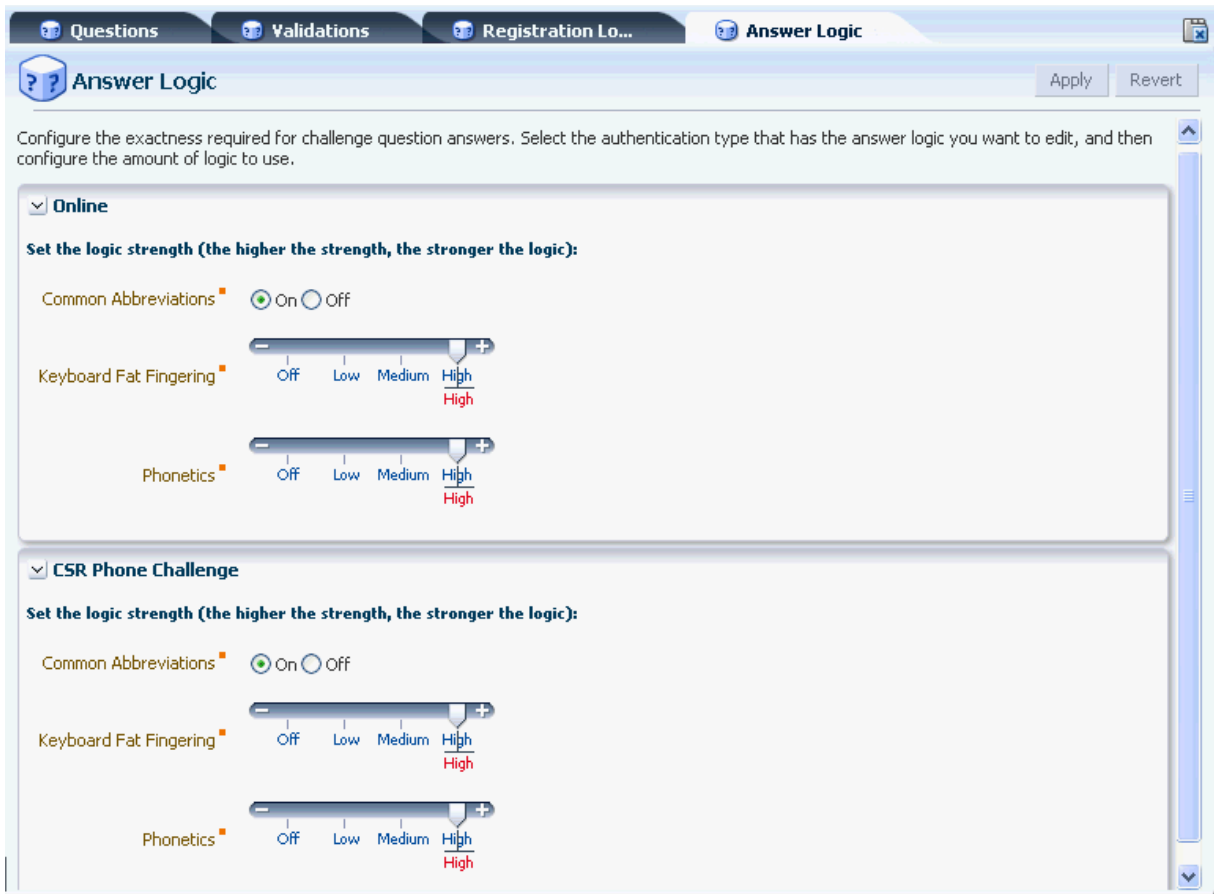 Questions Validations Registration Lo... Answer Logic
Answer Logic Apply Revert
Configure the exactness required for challenge question answers. Select the authentication type that has the answer logic you want to edit, and then
configure the amount of logic to use.
Online
Set the logic strength (the higher the strength, the stronger the logic):
Common Abbreviations On Off
Keyboard Fat Fingering Off Low Medium High
High
Phonetics Off Low Medium High
High
CSR Phone Challenge
Set the logic strength (the higher the strength, the stronger the logic):
Common Abbreviations On Off
Keyboard Fat Fingering Off Low Medium High
High
Phonetics Off Low Medium High
High